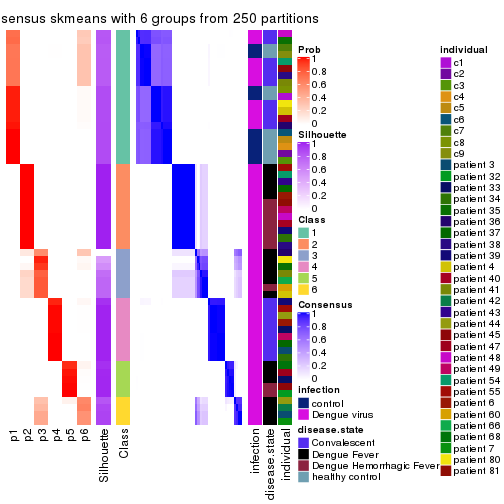 sensus skmeans with 6 groups from 250 partitions
p1
p2
p3
p4
p5
p6
Silhouette
Class
infection
disease.state
individual
Prob
1
0.8
0.6
0.4
0.2
0
Silhouette
1
0.8
0.6
0.4
0.2
0
Class
1
2
3
4
5
6
Consensus
1
0.8
0.6
0.4
0.2
0
infection
control
Dengue virus
disease.state
Convalescent
Dengue Fever
Dengue Hemorrhagic Fever
healthy control
individual
c1
c2
c3
c4
c5
c6
c7
c8
c9
patient 3
patient 32
patient 33
patient 34
patient 35
patient 36
patient 37
patient 38
patient 39
patient 4
patient 40
patient 41
patient 42
patient 43
patient 44
patient 45
patient 47
patient 48
patient 49
patient 54
patient 55
patient 6
patient 60
patient 66
patient 68
patient 7
patient 80
patient 81